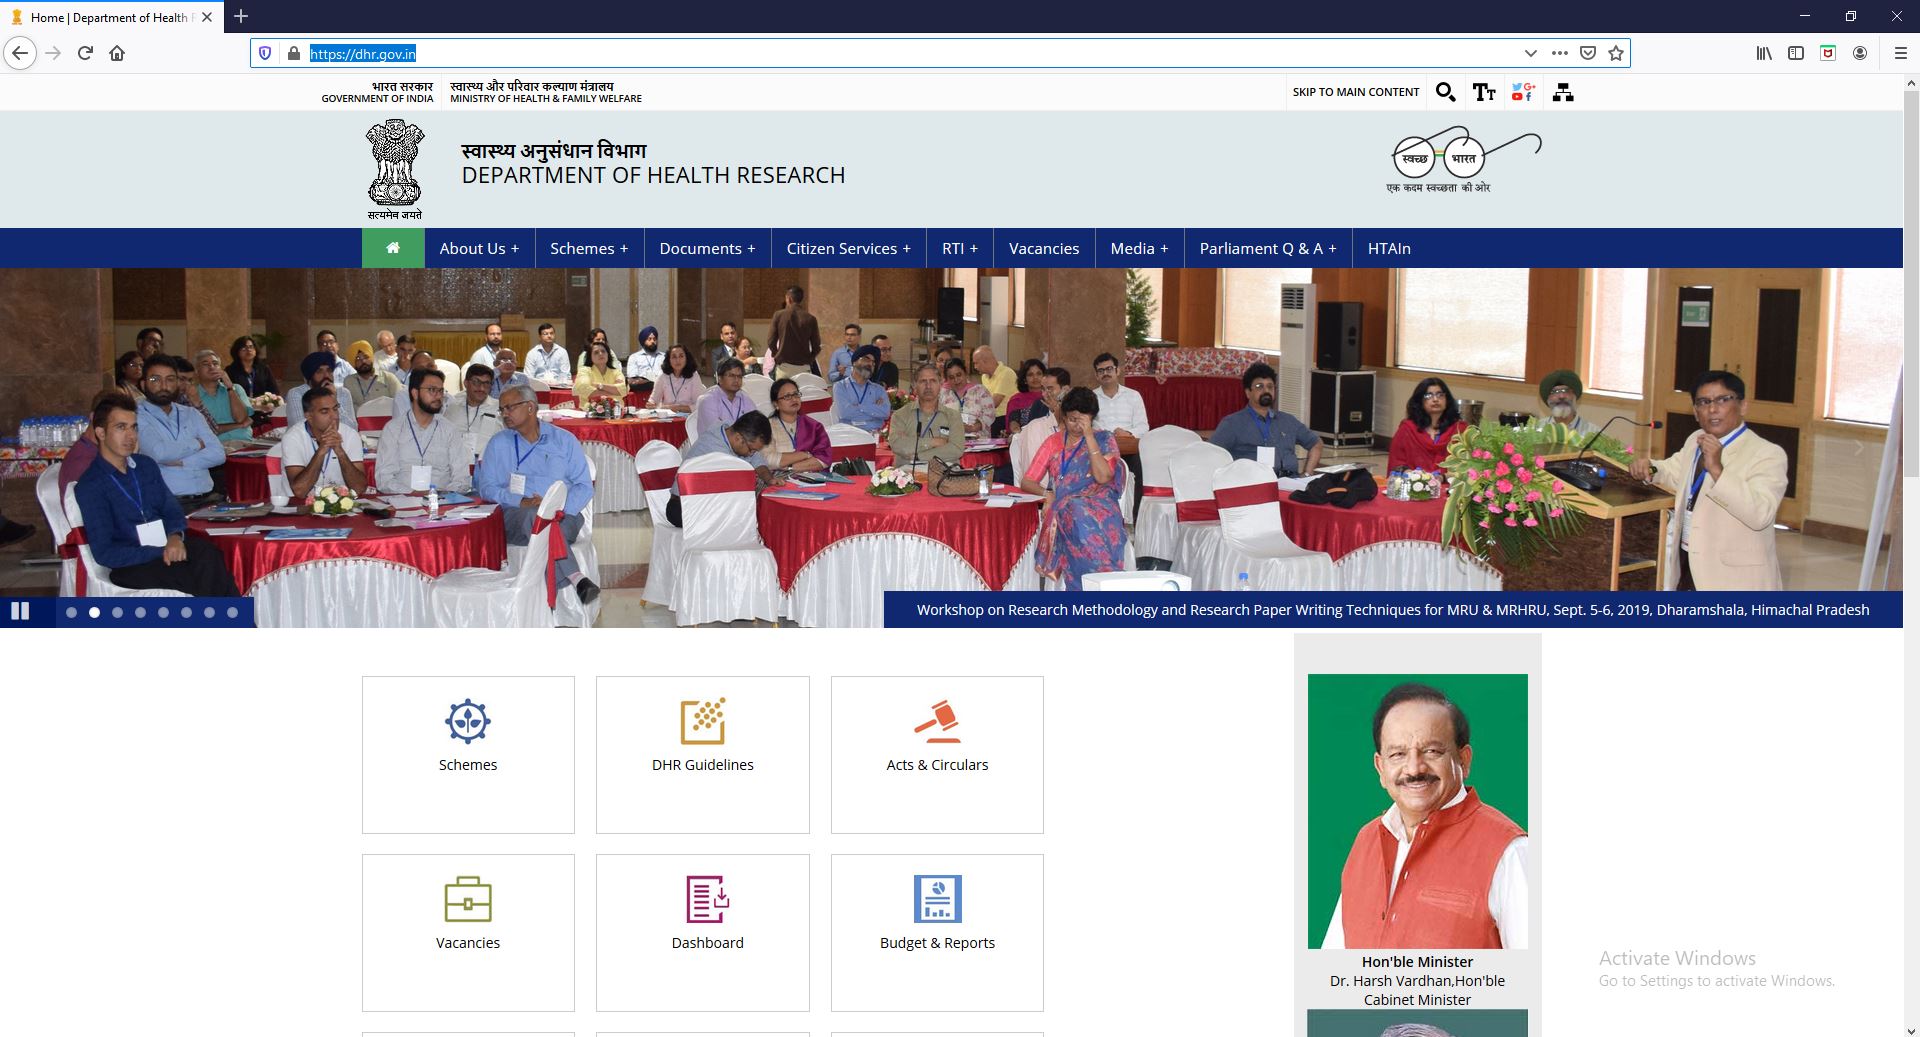 Home | Department of Health R
https://dhr.gov.in
भारत सरकार
GOVERNMENT OF INDIA
स्वास्थ्य और परिवार कल्याण मंत्रालय
MINISTRY OF HEALTH & FAMILY WELFARE
SKIP TO MAIN CONTENT
सत्यमेव जयते
स्वास्थ्य अनुसंधान विभाग
DEPARTMENT OF HEALTH RESEARCH
स्वच्छ भारत
एक कदम स्वच्छता की ओर
About Us + Schemes + Documents + Citizen Services + RTI + Vacancies Media + Parliament Q & A + HTAIn
Workshop on Research Methodology and Research Paper Writing Techniques for MRU & MRHRU, Sept. 5-6, 2019, Dharamshala, Himachal Pradesh
Schemes
DHR Guidelines
Acts & Circulars
Vacancies
Dashboard
Budget & Reports
Hon'ble Minister
Dr. Harsh Vardhan,Hon'ble
Cabinet Minister
Activate Windows
Go to Settings to activate Windows.